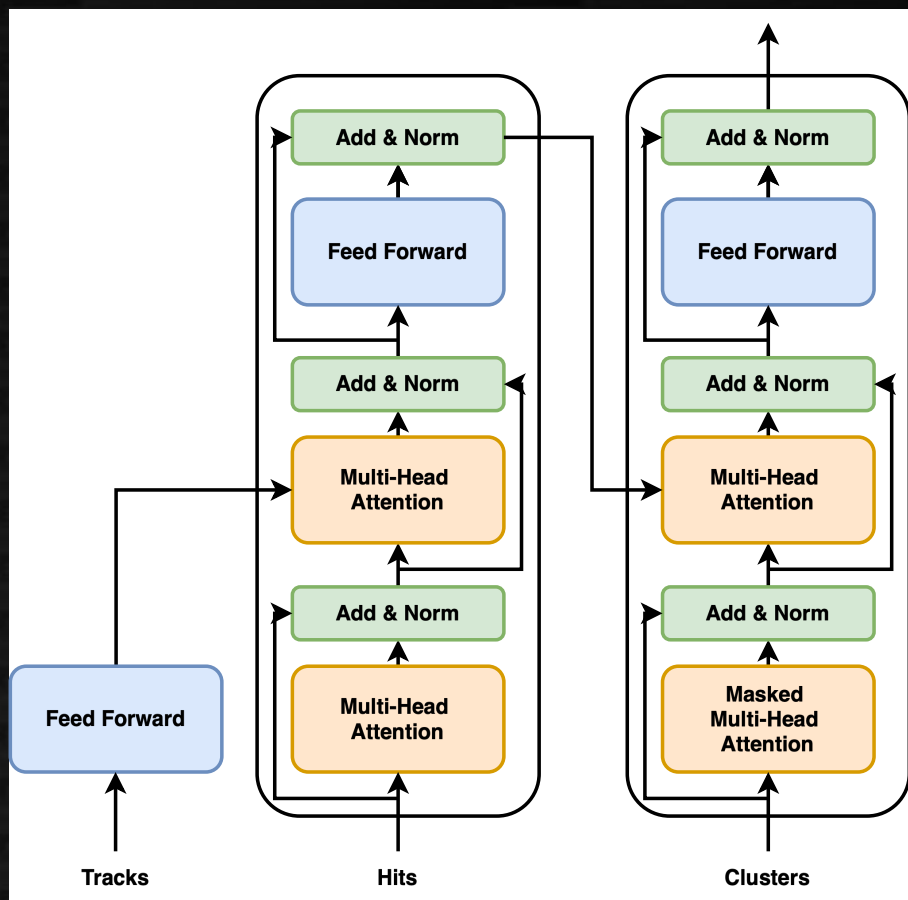 Add & Norm
Feed Forward
Add & Norm
Multi-Head
Attention
Add & Norm
Multi-Head
Attention
Feed Forward
Tracks
Hits
Add & Norm
Feed Forward
Add & Norm
Multi-Head
Attention
Add & Norm
Masked
Multi-Head
Attention
Clusters